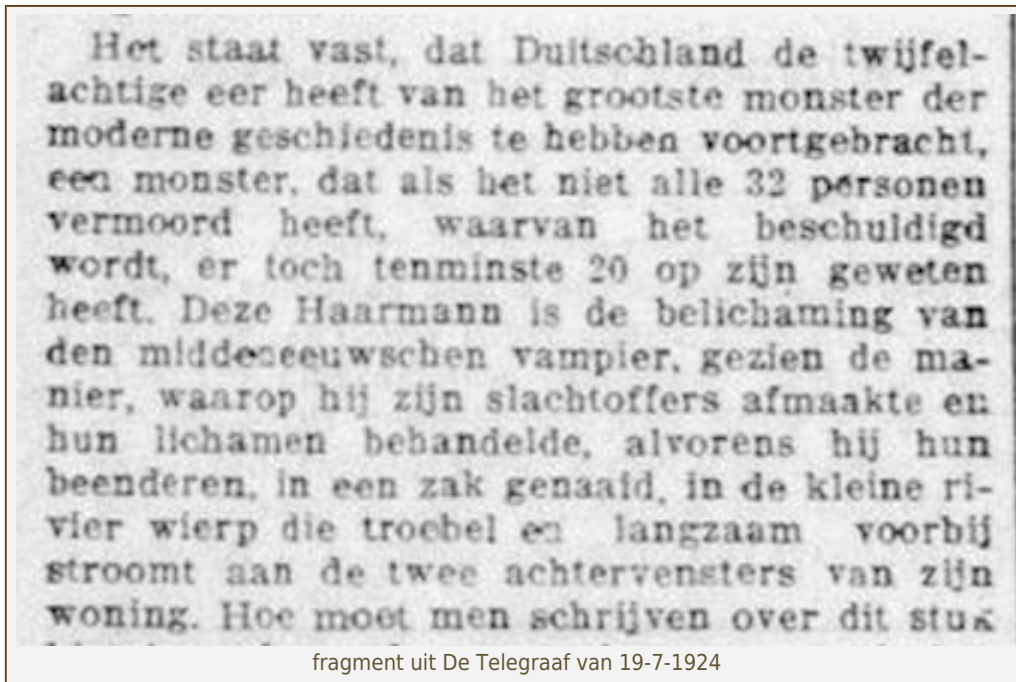 Het staat vast, dat Duitschland de twijfel-
achtige eer heeft van het grootste monster der
moderne geschiedenis te hebben voortgebracht,
een monster, dat als het niet alle 32 personen
vermoord heeft, waarvan het beschuldigd
wordt, er toch tenminste 20 op zijn geweten
heeft. Deze Haarmann is de belichaming van
den middeneeuwschen vampier, gezien de ma-
nier, waarop hij zijn slachtoffers afmaakte en
hun lichamen behandelde, alvorens hij hun
beenderen, in een zak genaaid, in de kleine ri-
vier wierp die troebel en langzaam voorbij
stroomt aan de twee achtervensters van zijn
woning. Hoe moet men schrijven over dit stuk
fragment uit De Telegraaf van 19-7-1924